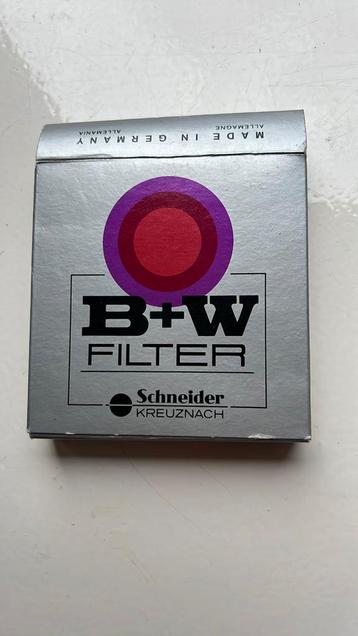 MADE IN GERMANY
ALLEMAGNE
ALLEMANIA
B+W
FILTER
Schneider
KREUZNACH